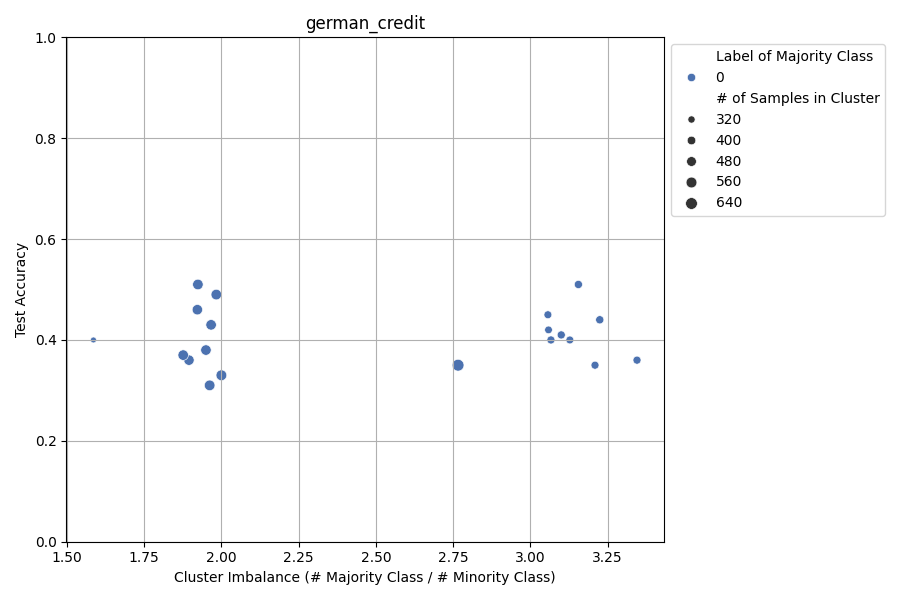 german_credit
1.0
0.8
0.6
0.4
0.2
0.0
Test Accuracy
1.50 1.75 2.00 2.25 2.50 2.75 3.00 3.25
Cluster Imbalance (# Majority Class / # Minority Class)
Label of Majority Class
0
# of Samples in Cluster
320
400
480
560
640